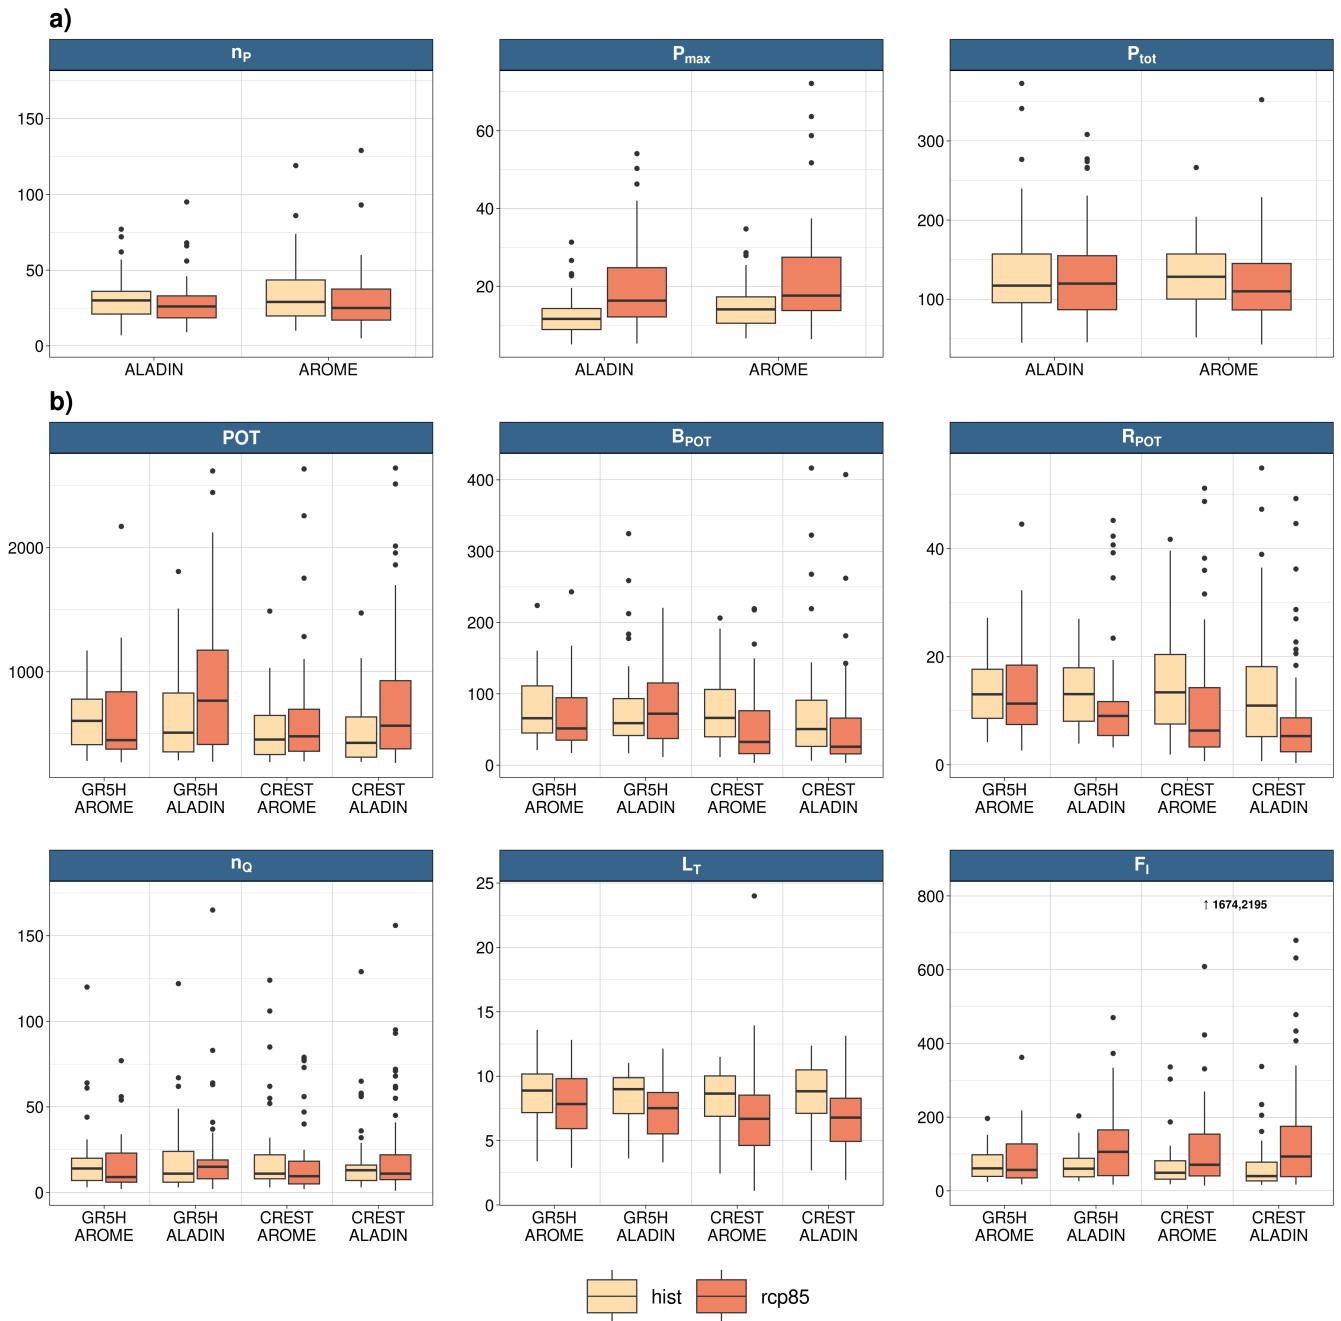 a)
nP
Pmax
Ptot
150
100
50
0
60
40
20
300
200
100
ALADIN AROME
ALADIN AROME
ALADIN AROME
b)
POT
BPOT
RPOT
2000
1000
400
300
200
100
0
40
20
0
GR5H GR5H CREST CREST
AROME ALADIN AROME ALADIN
GR5H GR5H CREST CREST
AROME ALADIN AROME ALADIN
GR5H GR5H CREST CREST
AROME ALADIN AROME ALADIN
nQ
LT
FI
150
100
50
0
25
20
15
10
5
0
800
600
400
200
0
↑ 1674,2195
GR5H GR5H CREST CREST
AROME ALADIN AROME ALADIN
GR5H GR5H CREST CREST
AROME ALADIN AROME ALADIN
GR5H GR5H CREST CREST
AROME ALADIN AROME ALADIN
hist rcp85